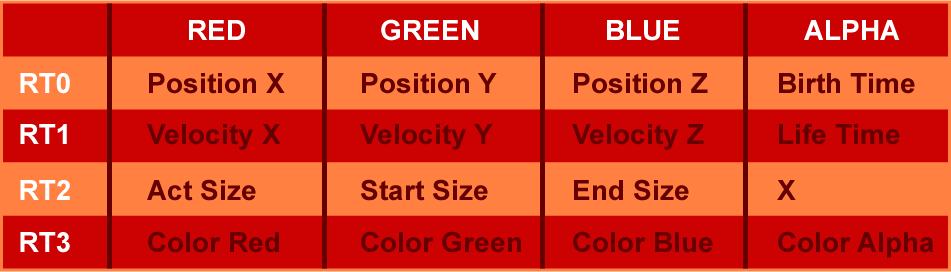 RED GREEN BLUE ALPHA
RT0 Position X Position Y Position Z Birth Time
RT1 Velocity X Velocity Y Velocity Z Life Time
RT2 Act Size Start Size End Size X
RT3 Color Red Color Green Color Blue Color Alpha